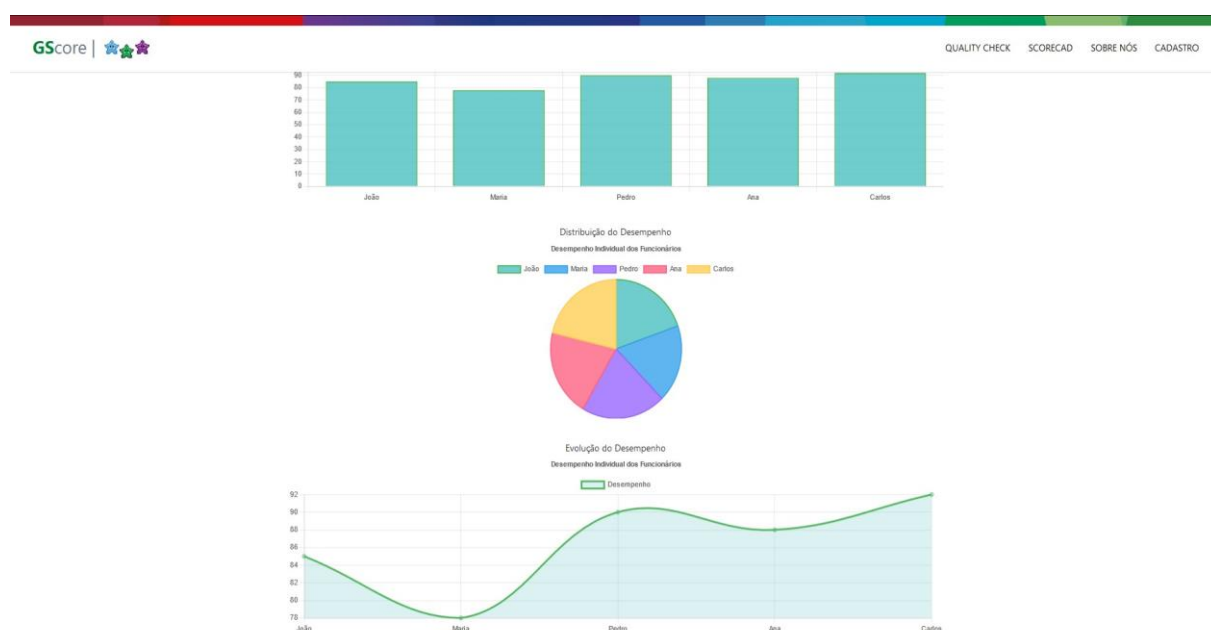 GScore |
QUALITY CHECK SCORECAD SOBRE NÓS CADASTRO
90
80
70
60
50
40
30
20
10
0
João Maria Pedro Ana Carlos
Distribuição do Desempenho
Desempenho Individual dos Funcionários
João Maria Pedro Ana Carlos
Evolução do Desempenho
Desempenho Individual dos Funcionários
Desempenho
92
90
88
86
84
82
80
78
João Maria Pedro Ana Carlos